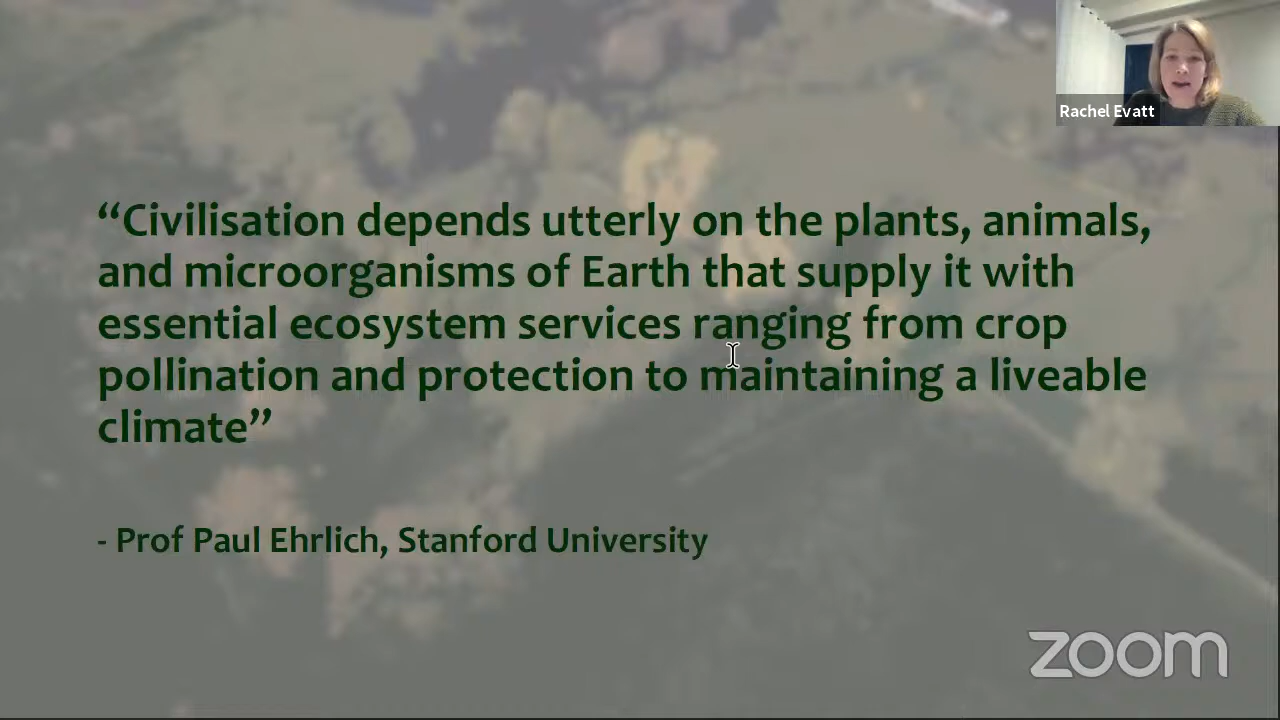 Rachel Evatt
“Civilisation depends utterly on the plants, animals,
and microorganisms of Earth that supply it with
essential ecosystem services ranging from crop
pollination and protection to maintaining a liveable
climate”
- Prof Paul Ehrlich, Stanford University
zoom